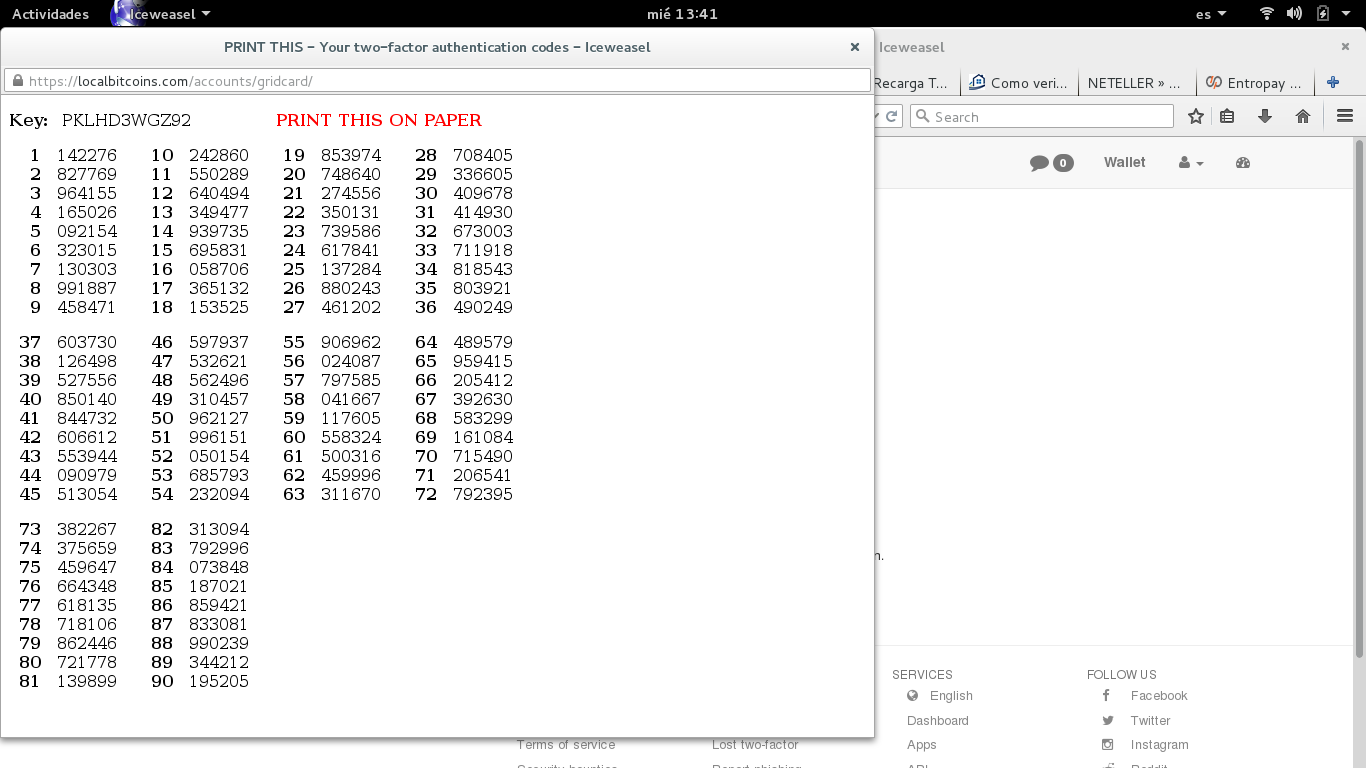 Actividades Iceweasel mié 13:41 es
PRINT THIS – Your two-factor authentication codes – Iceweasel
Iceweasel
https://localbitcoins.com/accounts/gridcard/
Recarga T... Como veri... NETELLER » ... Entropay ...
Search
0 Wallet
Key: PKLHD3WGZ92 PRINT THIS ON PAPER
1 142276 10 242860 19 853974 28 708405
2 827769 11 550289 20 748640 29 336605
3 964155 12 640494 21 274556 30 409678
4 165026 13 349477 22 350131 31 414930
5 092154 14 939735 23 739586 32 673003
6 323015 15 695831 24 617841 33 711918
7 130303 16 058706 25 137284 34 818543
8 991887 17 365132 26 880243 35 803921
9 458471 18 153525 27 461202 36 490249
37 603730 46 597937 55 906962 64 489579
38 126498 47 532621 56 024087 65 959415
39 527556 48 562496 57 797585 66 205412
40 850140 49 310457 58 041667 67 392630
41 844732 50 962127 59 117605 68 583299
42 606612 51 996151 60 558324 69 161084
43 553944 52 050154 61 500316 70 715490
44 090979 53 685793 62 459996 71 206541
45 513054 54 232094 63 311670 72 792395
73 382267 82 313094
74 375659 83 792996
75 459647 84 073848
76 664348 85 187021
77 618135 86 859421
78 718106 87 833081
79 862446 88 990239
80 721778 89 344212
81 139899 90 195205
n.
SERVICES FOLLOW US
English Facebook
Dashboard Twitter
Terms of service Lost two-factor Apps Instagram
Security bounties Report phishing API Reddit